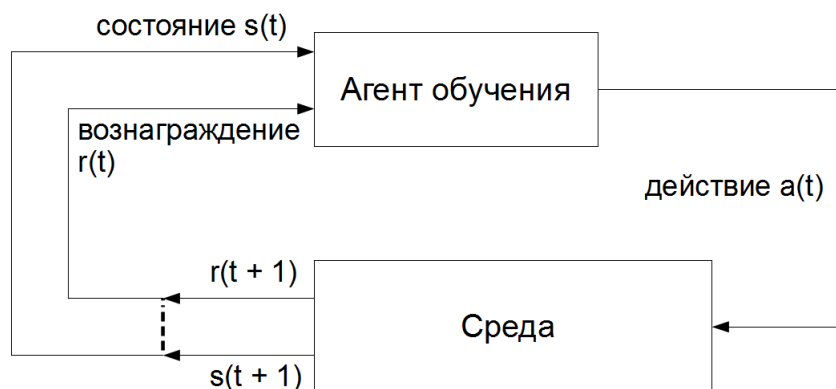 состояние s(t)
Агент обучения
вознаграждение
r(t)
действие a(t)
r(t + 1)
Среда
s(t + 1)